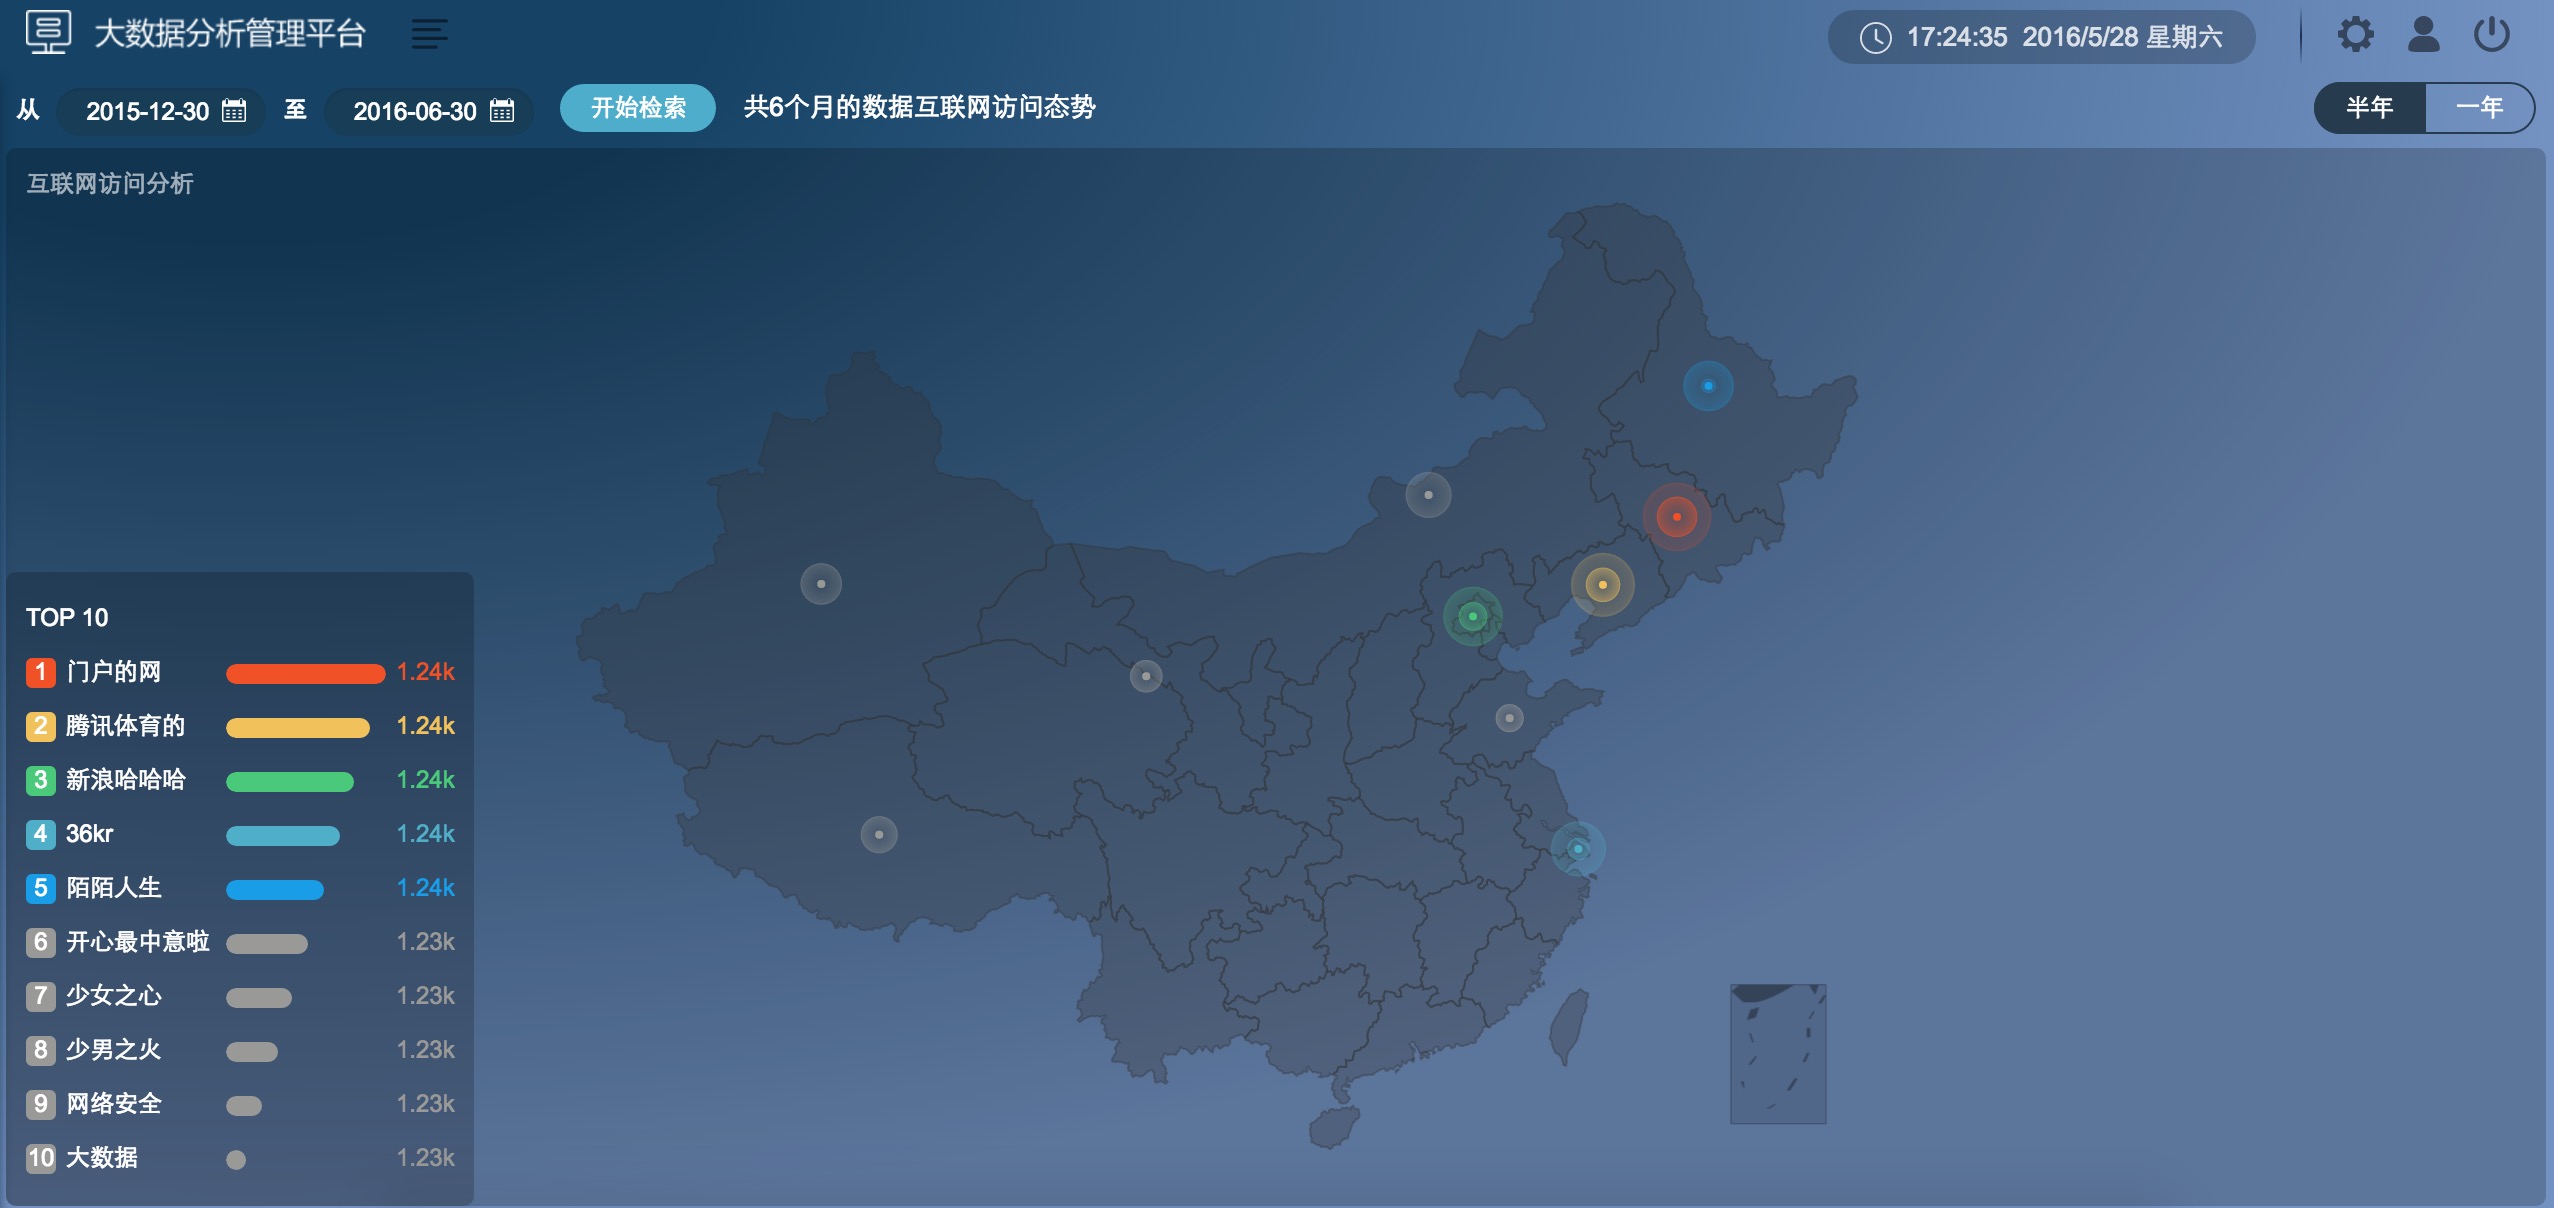 大数据分析管理平台
17:24:35 2016/5/28 星期六
从 2015-12-30 至 2016-06-30 开始检索 共6个月的数据互联网访问态势 半年 一年
互联网访问分析
TOP 10
1 门户的网 1.24k
2 腾讯体育的 1.24k
3 新浪哈哈哈 1.24k
4 36kr 1.24k
5 陌陌人生 1.24k
6 开心最中意啦 1.23k
7 少女之心 1.23k
8 少男之火 1.23k
9 网络安全 1.23k
10 大数据 1.23k